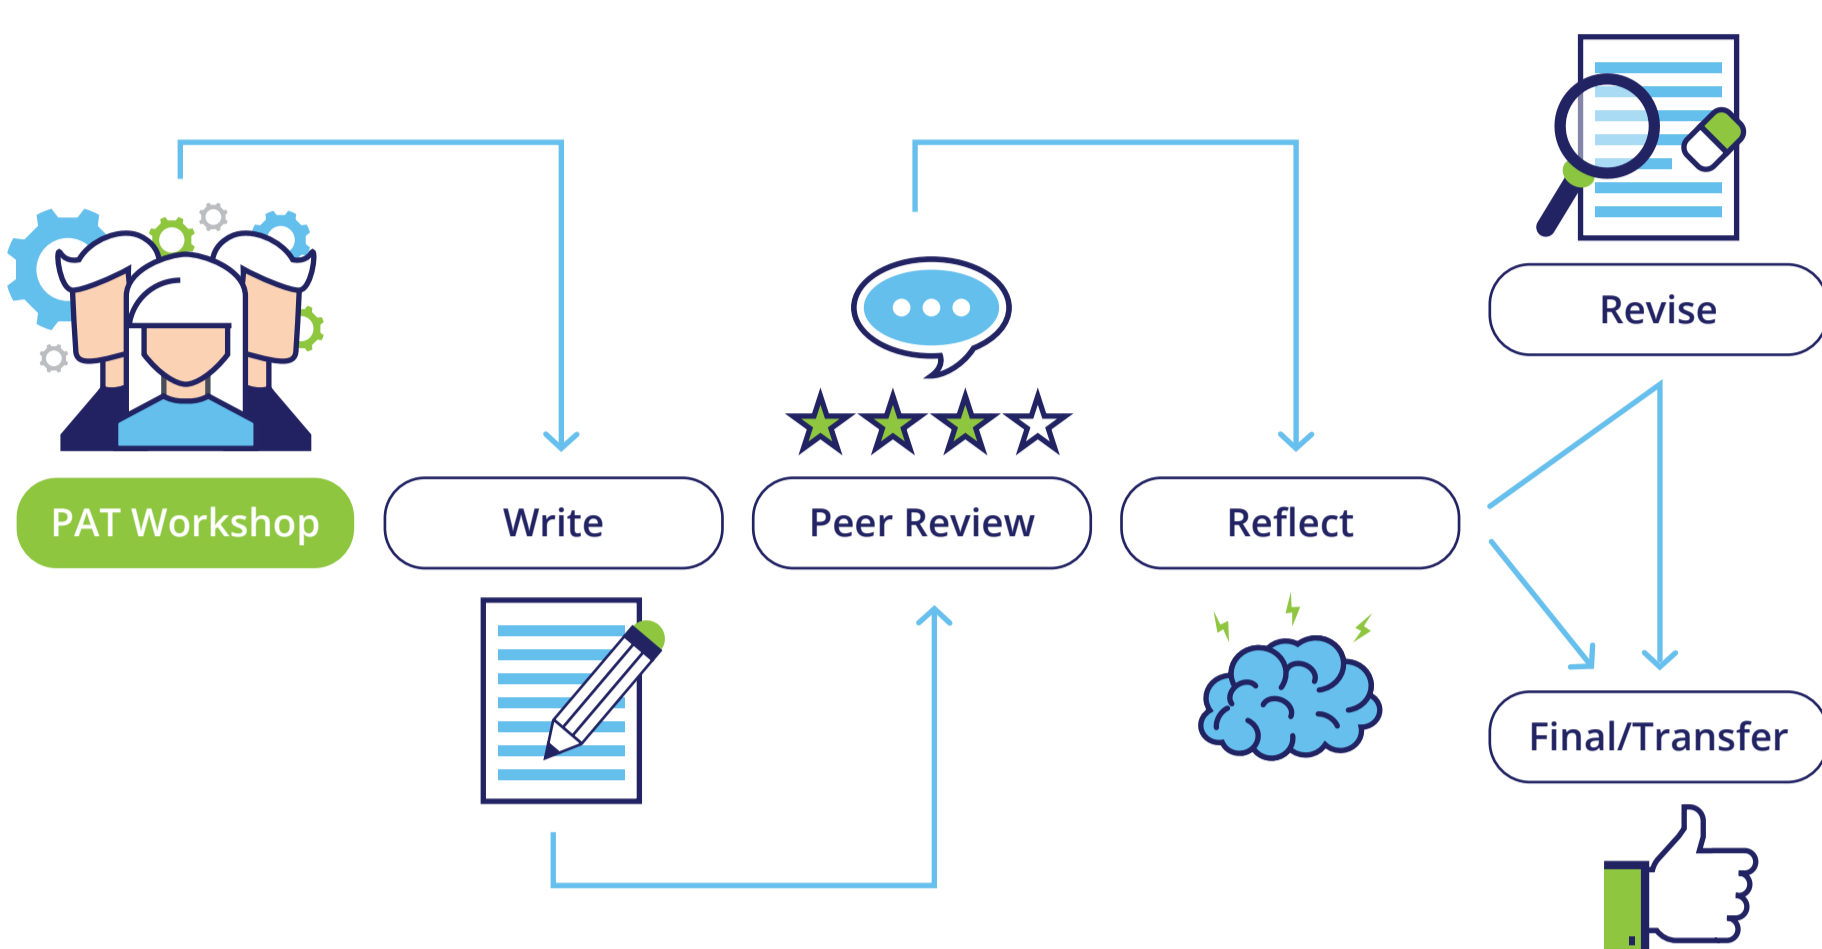 PAT Workshop
Write
Peer Review
Reflect
Revise
Final/Transfer